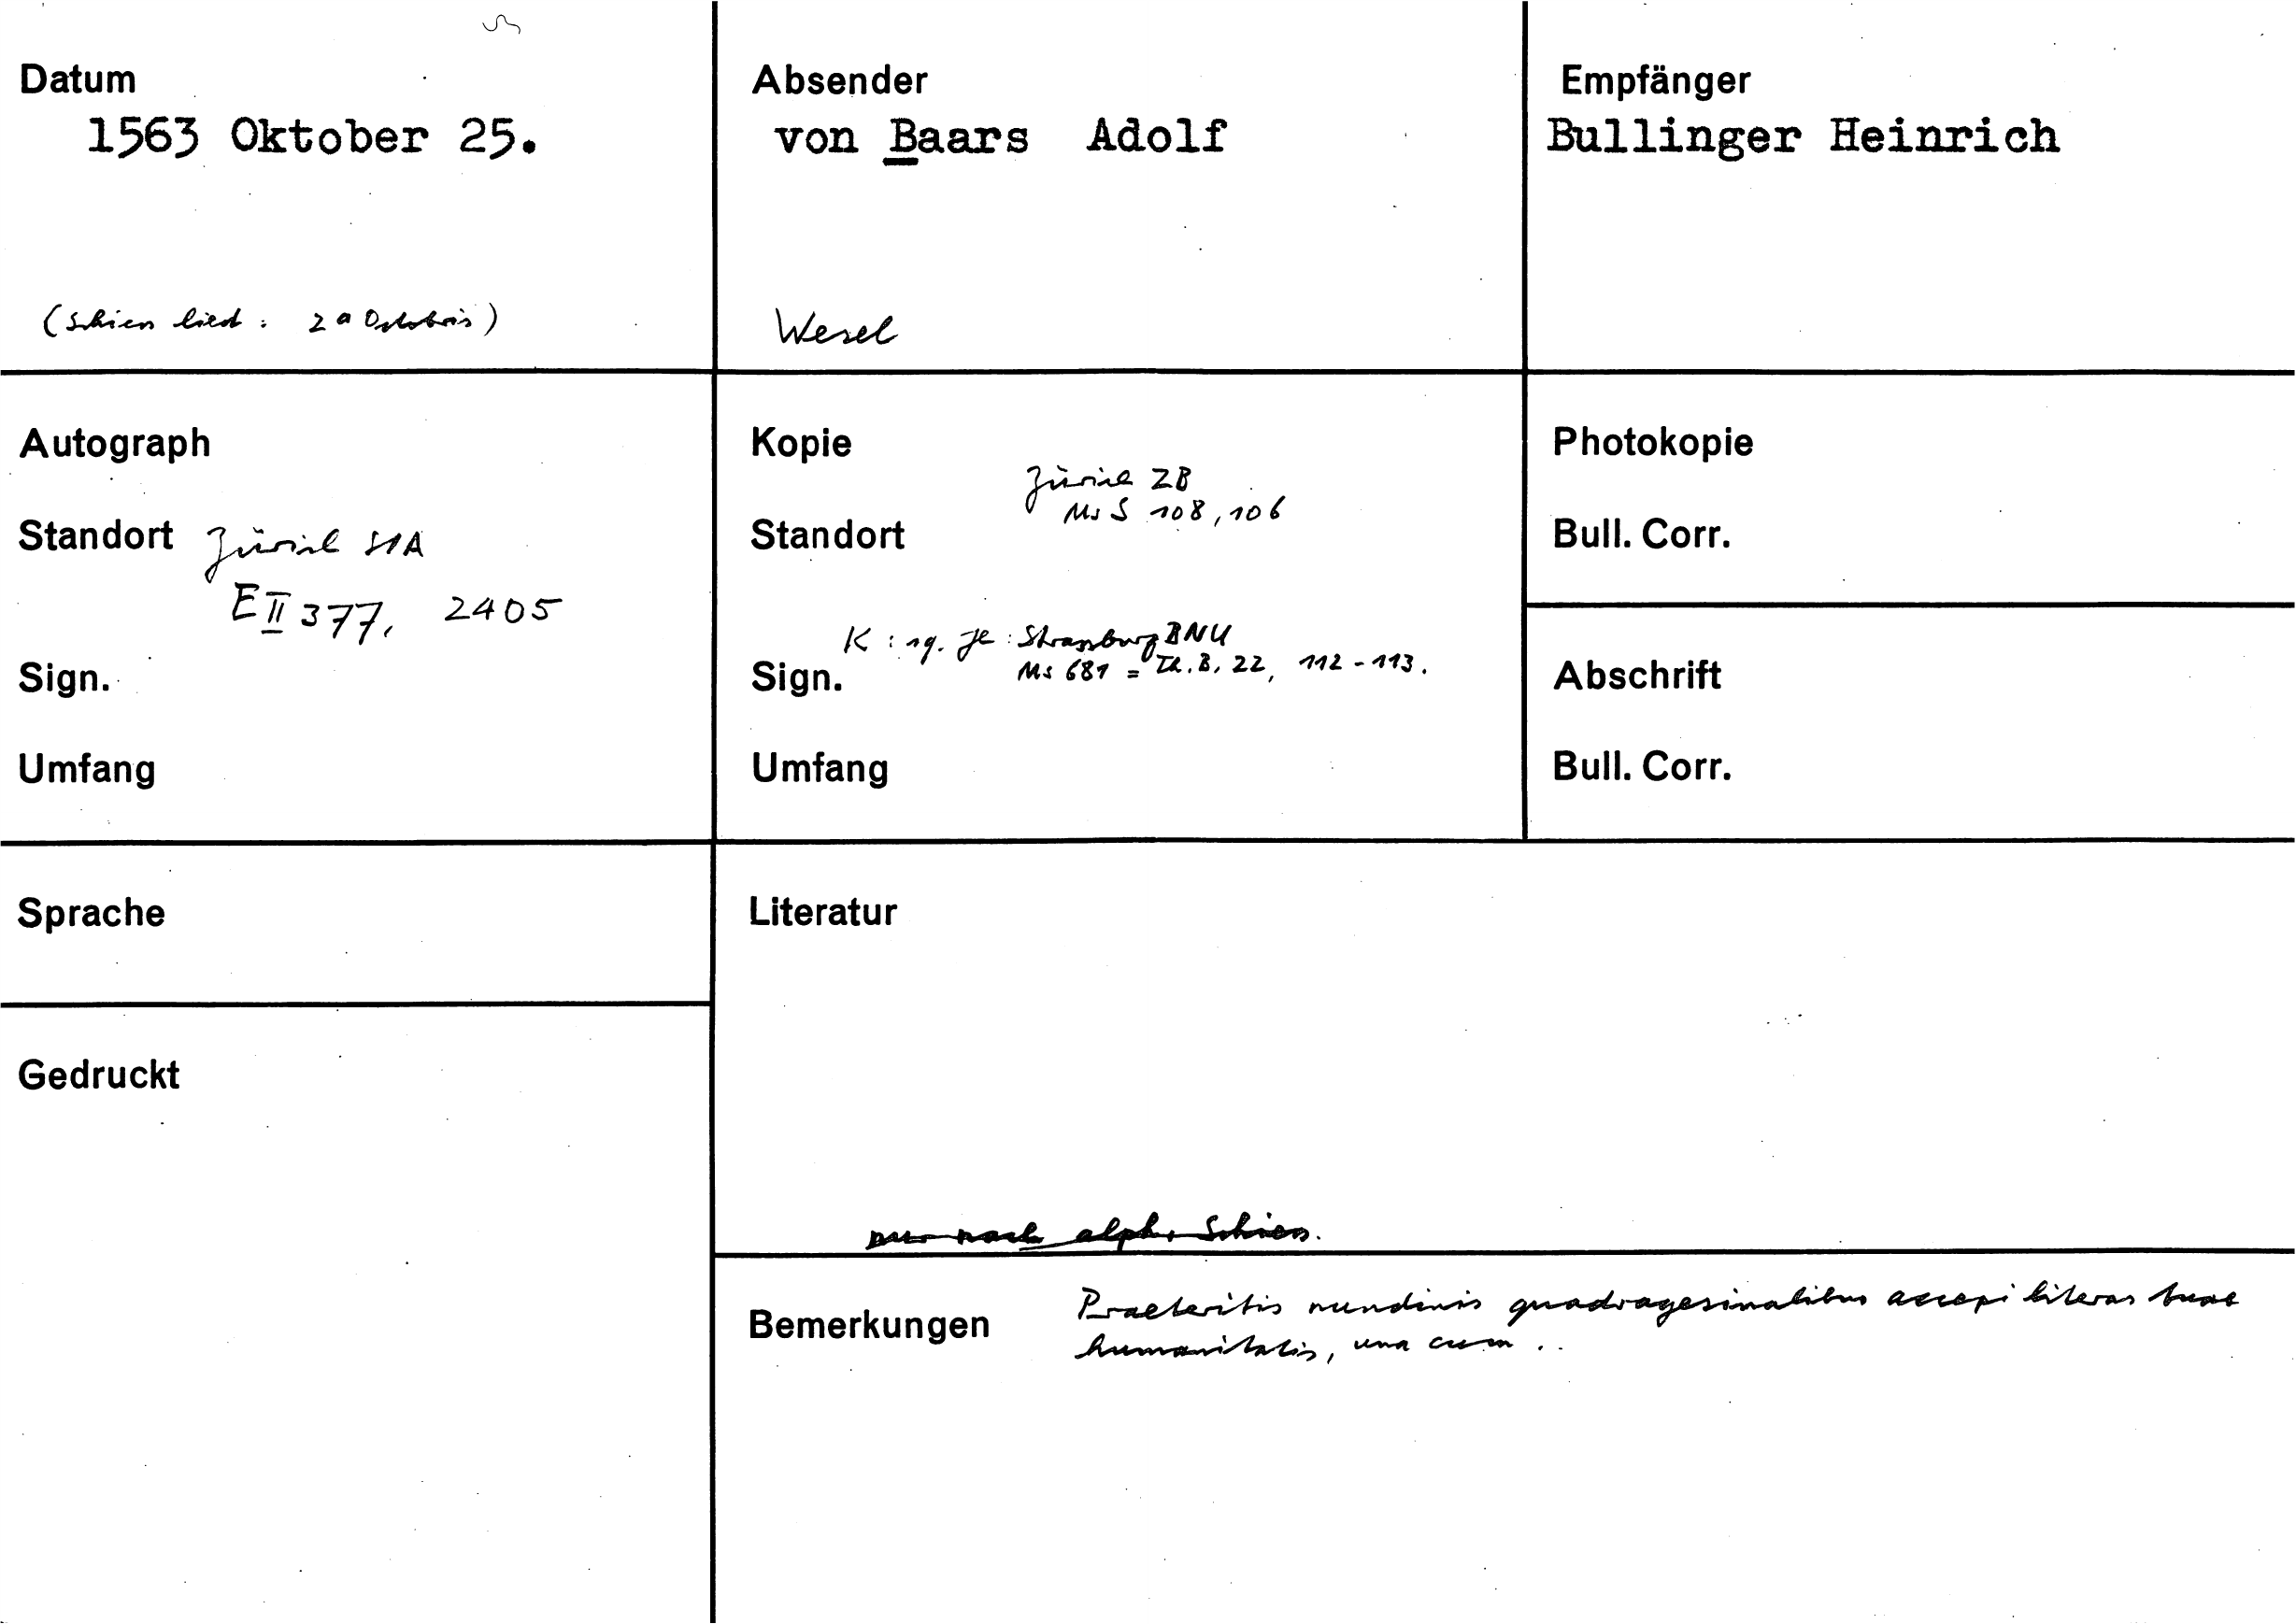 Datum
1563 Oktober 25.
(Schiess liest: 2a Octobris)
Absender
von Baars Adolf
Wesel
Empfänger
Bullinger Heinrich
Autograph
Standort Zürich StA
E II 377, 2405
Sign.
Umfang
Kopie
Zürich ZB
Ms S 108, 106
Standort
K: 19. Jh: Strassburg BNU
Sign. Ms 681 = Th. B. 22, 112-113.
Umfang
Photokopie
Bull. Corr.
Abschrift
Bull. Corr.
Sprache
Gedruckt
Literatur
nur nach alph. Schiess.
Bemerkungen
Praeteritis nundinis quadragesimalibus accepi literas tuae
humanitatis, una cum ..